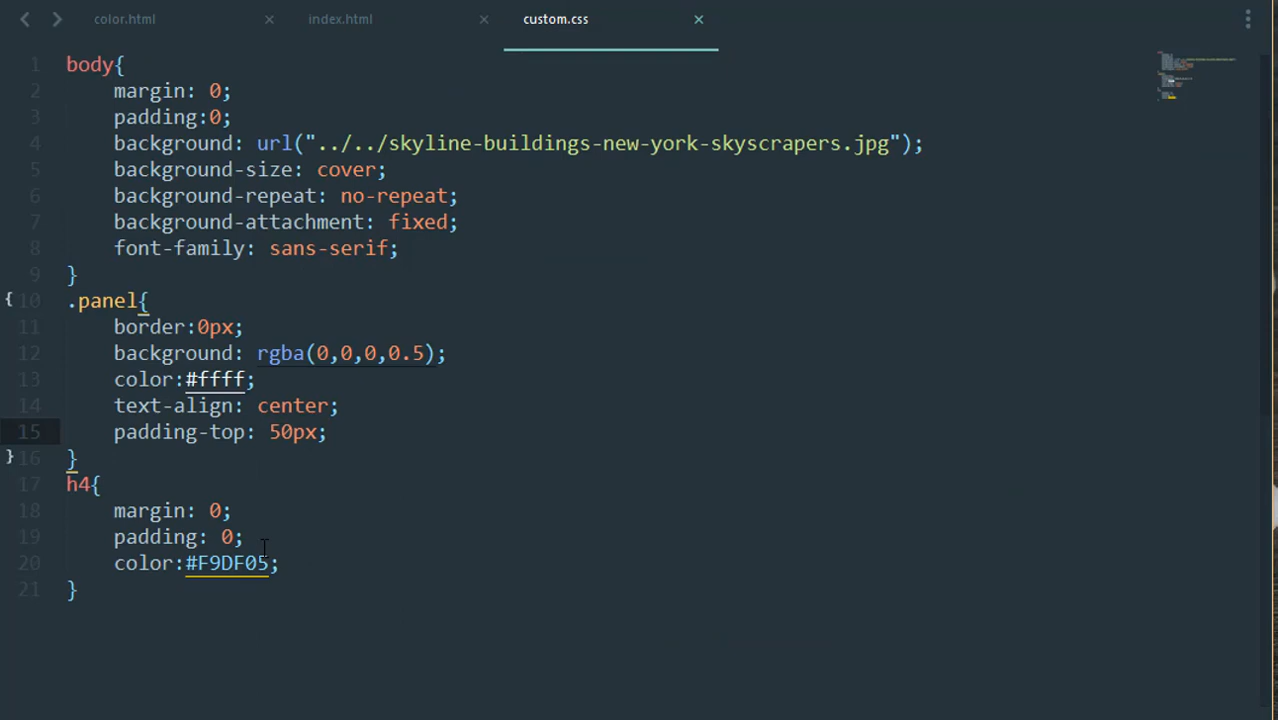 color.html × index.html × custom.css ×
1 body{
2 margin: 0;
3 padding:0;
4 background: url("../../skyline-buildings-new-york-skyscrapers.jpg");
5 background-size: cover;
6 background-repeat: no-repeat;
7 background-attachment: fixed;
8 font-family: sans-serif;
9 }
{ 10 .panel{
11 border:0px;
12 background: rgba(0,0,0,0.5);
13 color:#ffff;
14 text-align: center;
15 padding-top: 50px;
} 16 }
17 h4{
18 margin: 0;
19 padding: 0;
20 color:#F9DF05;
21 }